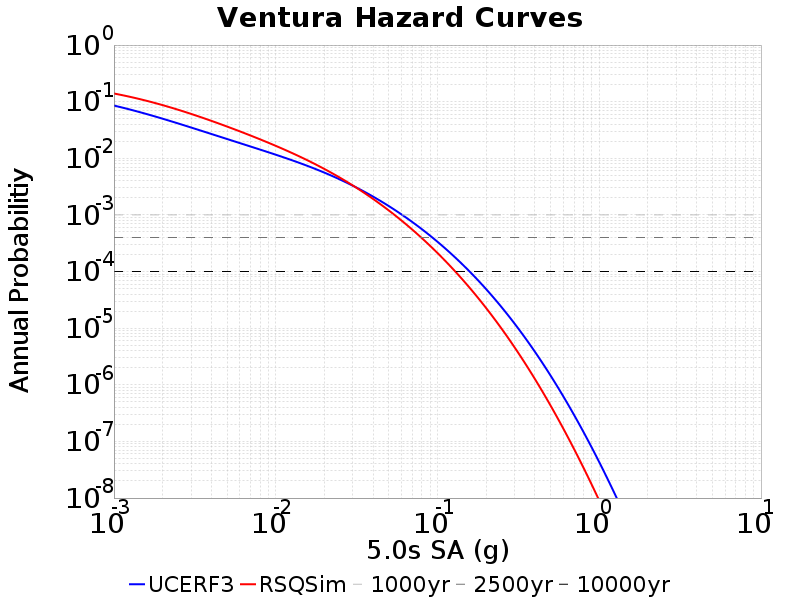 Ventura Hazard Curves
Annual Probabilitiy
10^0
10^-1
10^-2
10^-3
10^-4
10^-5
10^-6
10^-7
10^-8
10^-3 10^-2 10^-1 10^0 10^1
5.0s SA (g)
UCERF3 RSQSim 1000yr 2500yr 10000yr